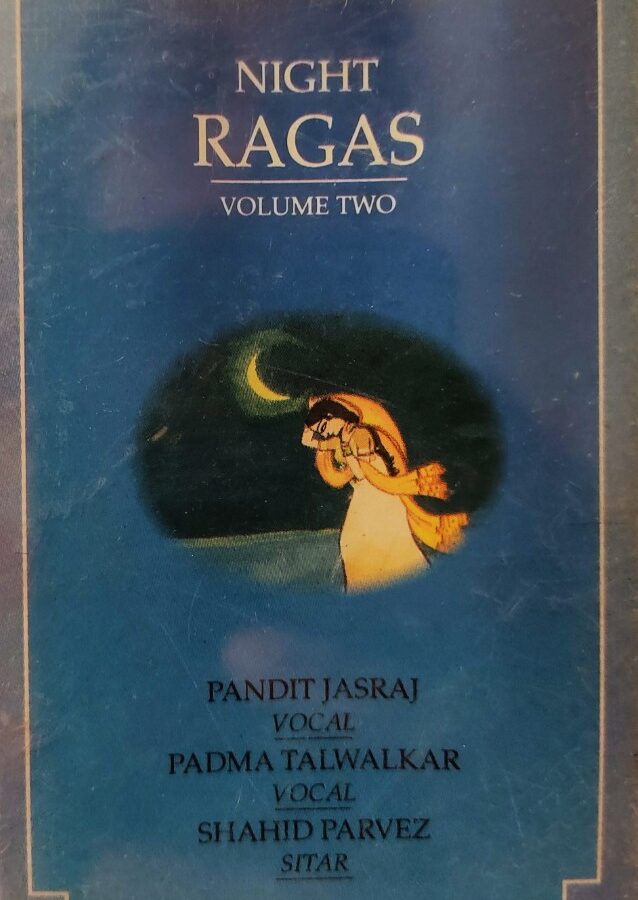 NIGHT
RAGAS
VOLUME TWO
PANDIT JASRAJ
VOCAL
PADMA TALWALKAR
VOCAL
SHAHID PARVEZ
SITAR